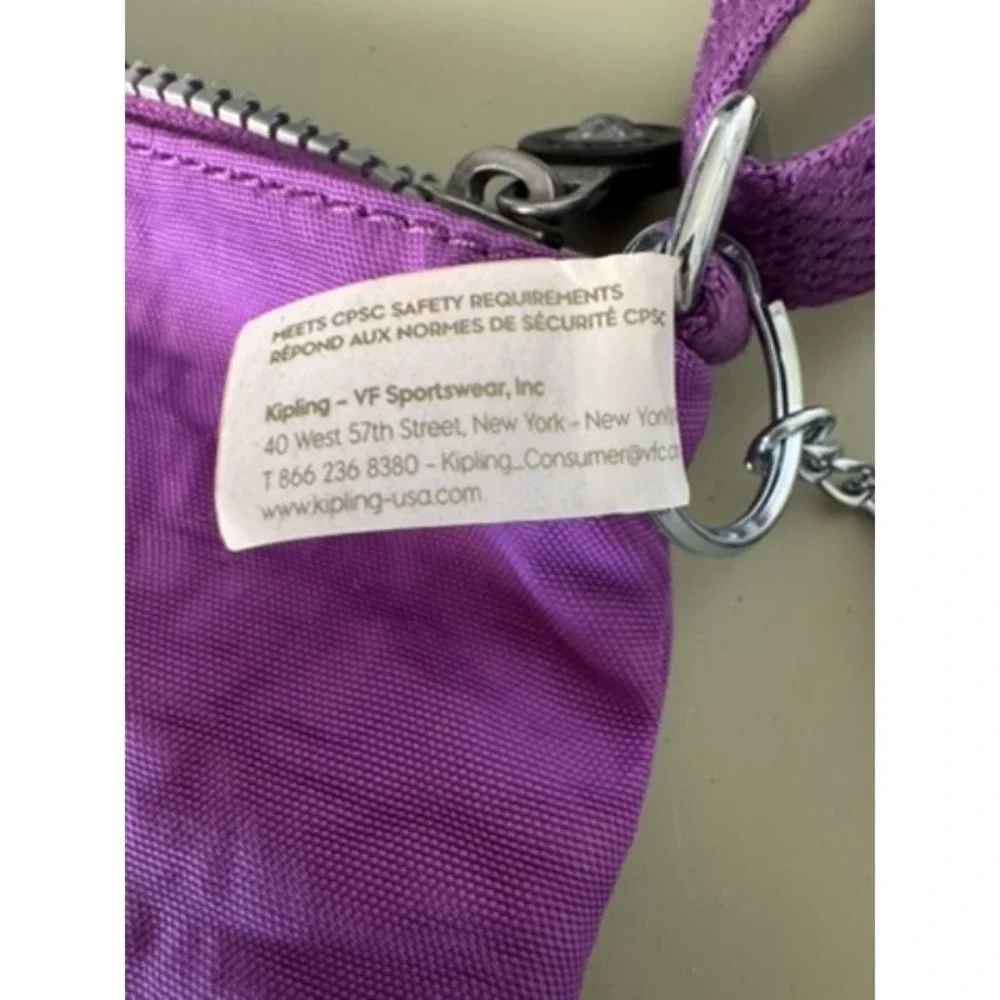 MEETS CPSC SAFETY REQUIREMENTS
RÉPOND AUX NORMES DE SÉCURITÉ CPSC
Kipling – VF Sportswear, Inc
40 West 57th Street, New York - New York
T 866 236 8380 - Kipling_Consumer@vfc.
www.kipling-usa.com